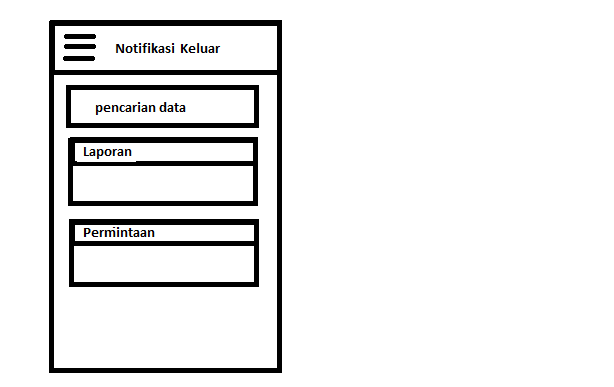 Notifikasi Keluar
pencarian data
Laporan
Permintaan